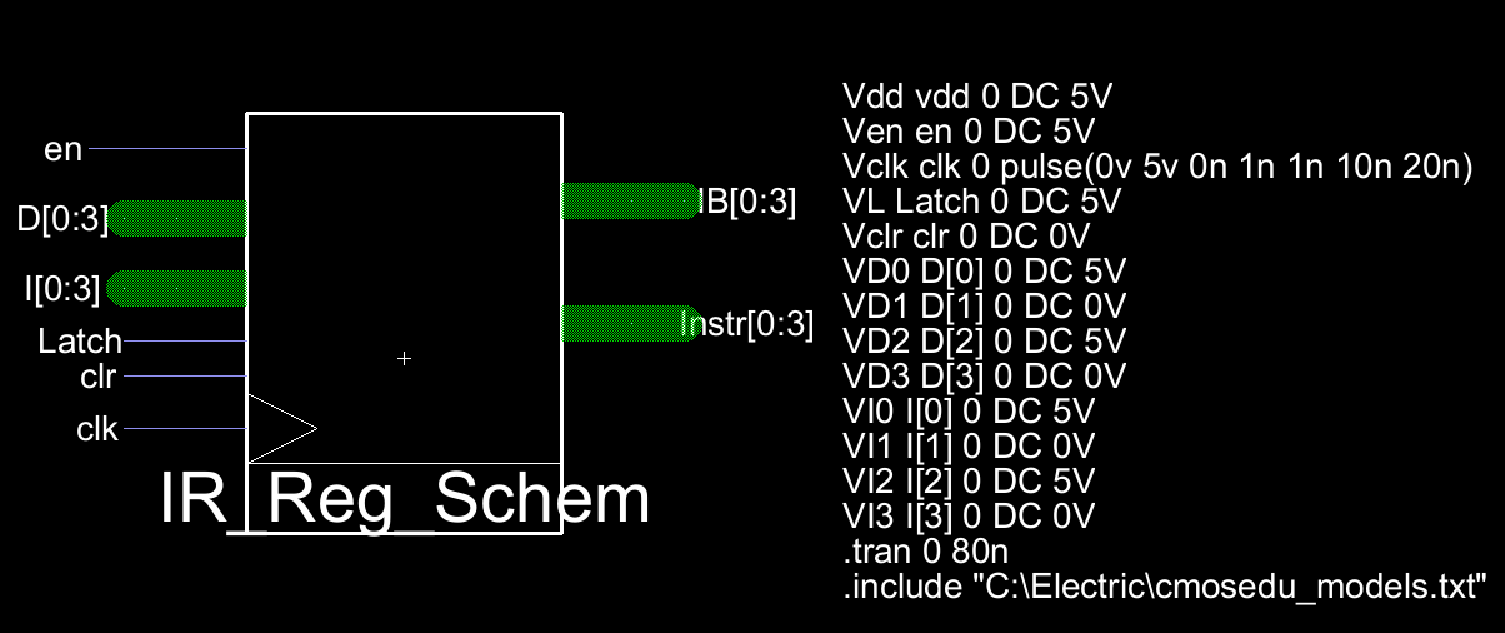 en
D[0:3]
I[0:3]
Latch
clr
clk
IB[0:3]
Instr[0:3]
IR_Reg_Schem
Vdd vdd 0 DC 5V
Ven en 0 DC 5V
Vclk clk 0 pulse(0v 5v 0n 1n 1n 10n 20n)
VL Latch 0 DC 5V
Vclr clr 0 DC 0V
VD0 D[0] 0 DC 5V
VD1 D[1] 0 DC 0V
VD2 D[2] 0 DC 5V
VD3 D[3] 0 DC 0V
VI0 I[0] 0 DC 5V
VI1 I[1] 0 DC 0V
VI2 I[2] 0 DC 5V
VI3 I[3] 0 DC 0V
.tran 0 80n
.include "C:\Electric\cmosedu_models.txt"